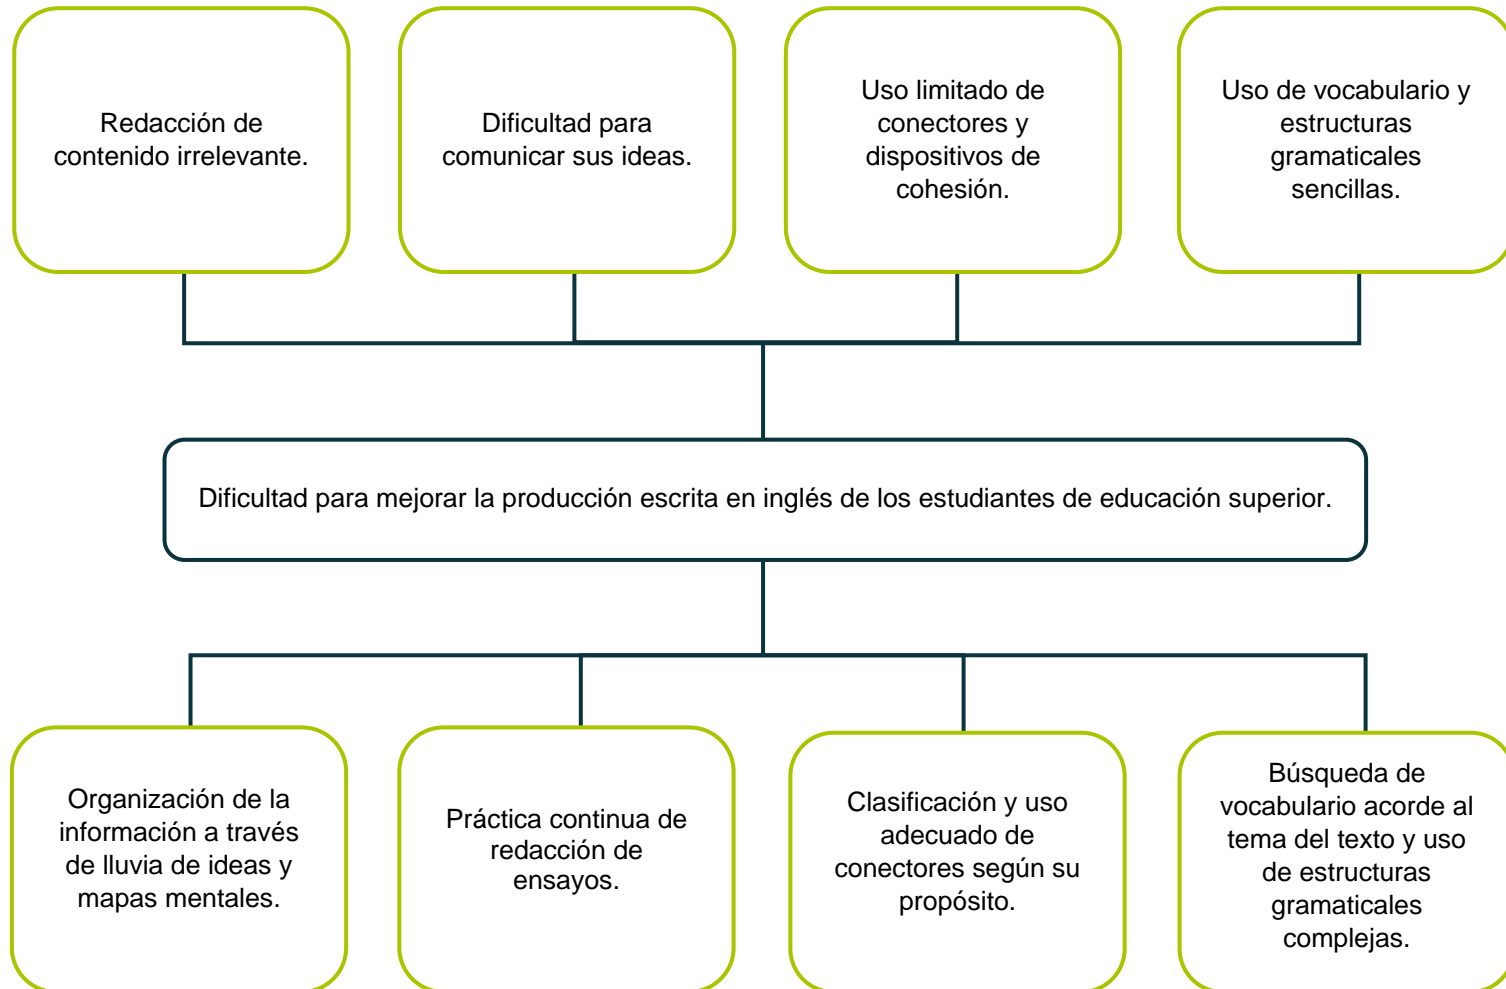 Redacción de
contenido irrelevante.
Dificultad para
comunicar sus ideas.
Uso limitado de
conectores y
dispositivos de
cohesión.
Uso de vocabulario y
estructuras
gramaticales
sencillas.
Dificultad para mejorar la producción escrita en inglés de los estudiantes de educación superior.
Organización de la
información a través
de lluvia de ideas y
mapas mentales.
Práctica continua de
redacción de
ensayos.
Clasificación y uso
adecuado de
conectores según su
propósito.
Búsqueda de
vocabulario acorde al
tema del texto y uso
de estructuras
gramaticales
complejas.